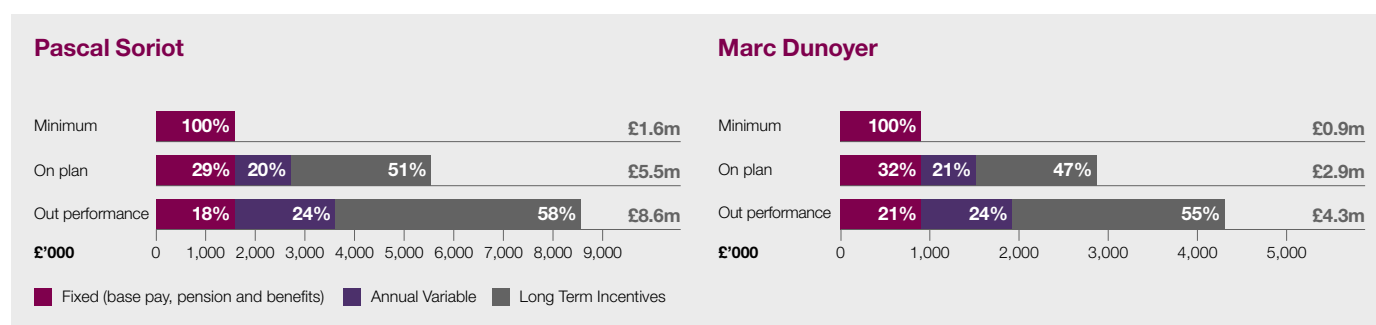 Pascal Soriot
Minimum 100% £1.6m
On plan 29% 20% 51% £5.5m
Out performance 18% 24% 58% £8.6m
£’000 0 1,000 2,000 3,000 4,000 5,000 6,000 7,000 8,000 9,000
Fixed (base pay, pension and benefits) Annual Variable Long Term Incentives
Marc Dunoyer
Minimum 100% £0.9m
On plan 32% 21% 47% £2.9m
Out performance 21% 24% 55% £4.3m
£’000 0 1,000 2,000 3,000 4,000 5,000